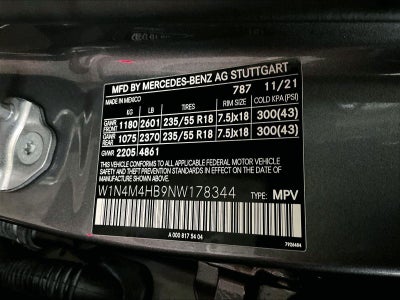 MFD BY MERCEDES-BENZ AG STUTTGART
MADE IN MEXICO 787 11/21
KG LB TIRES RIM SIZE COLD KPA(PSI)
GAWR FRONT 1180 2601 235/55 R18 7.5Jx18 300(43)
GAWR REAR 1075 2370 235/55 R18 7.5Jx18 300(43)
GVWR 2205 4861
THIS VEHICLE CONFORMS TO ALL APPLICABLE FEDERAL MOTOR VEHICLE
SAFETY, BUMPER, AND THEFT PREVENTION STANDARDS IN EFFECT
ON THE DATE OF MANUFACTURE SHOWN ABOVE.
W1N4M4HB9NW178344 TYPE: MPV
A 000 817 54 04